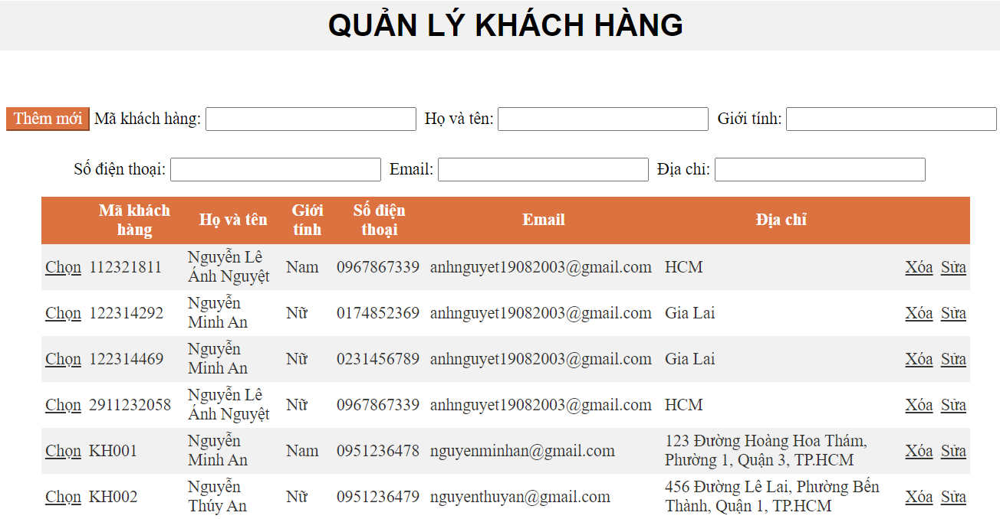 QUẢN LÝ KHÁCH HÀNG
Thêm mới Mã khách hàng: Họ và tên: Giới tính:
Số điện thoại: Email: Địa chỉ:
Mã khách hàng Họ và tên Giới tính Số điện thoại Email Địa chỉ
Chọn 112321811 Nguyễn Lê Ánh Nguyệt Nam 0967867339 anhnguyet19082003@gmail.com HCM Xóa Sửa
Chọn 122314292 Nguyễn Minh An Nữ 0174852369 anhnguyet19082003@gmail.com Gia Lai Xóa Sửa
Chọn 122314469 Nguyễn Minh An Nữ 0231456789 anhnguyet19082003@gmail.com Gia Lai Xóa Sửa
Chọn 2911232058 Nguyễn Lê Ánh Nguyệt Nữ 0967867339 anhnguyet19082003@gmail.com HCM Xóa Sửa
Chọn KH001 Nguyễn Minh An Nam 0951236478 nguyenminhan@gmail.com 123 Đường Hoàng Hoa Thám, Phường 1, Quận 3, TP.HCM Xóa Sửa
Chọn KH002 Nguyễn Thúy An Nữ 0951236479 nguyenthuyan@gmail.com 456 Đường Lê Lai, Phường Bến Thành, Quận 1, TP.HCM Xóa Sửa